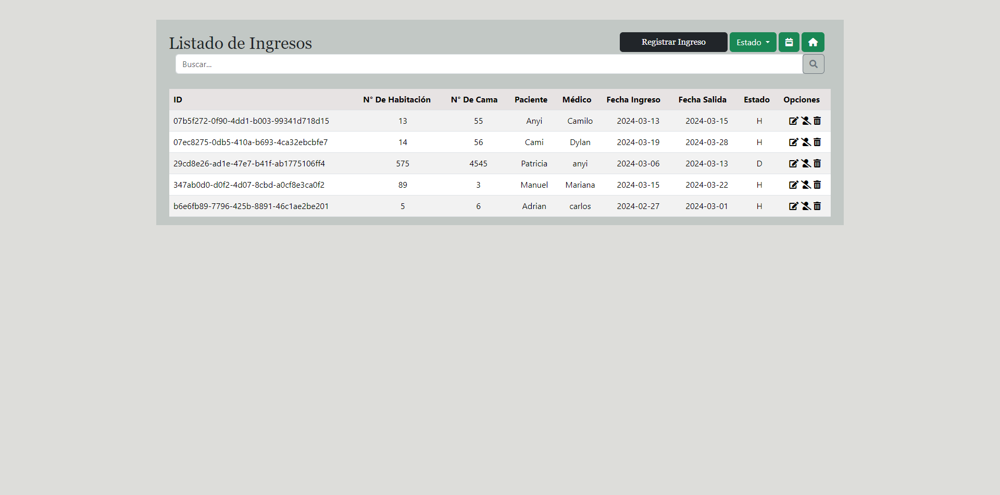 Listado de Ingresos
Registrar Ingreso
Estado
Buscar...
ID N° De Habitación N° De Cama Paciente Médico Fecha Ingreso Fecha Salida Estado Opciones
07b5f272-0f90-4dd1-b003-99341d718d15 13 55 Anyi Camilo 2024-03-13 2024-03-15 H
07ec8275-0db5-410a-b693-4ca32ebcbfe7 14 56 Cami Dylan 2024-03-19 2024-03-28 H
29cd8e26-ad1e-47e7-b41f-ab1775106ff4 575 4545 Patricia anyi 2024-03-06 2024-03-13 D
347ab0d0-d0f2-4d07-8cbd-a0cf8e3ca0f2 89 3 Manuel Mariana 2024-03-15 2024-03-22 H
b6e6fb89-7796-425b-8891-46c1ae2be201 5 6 Adrian carlos 2024-02-27 2024-03-01 H